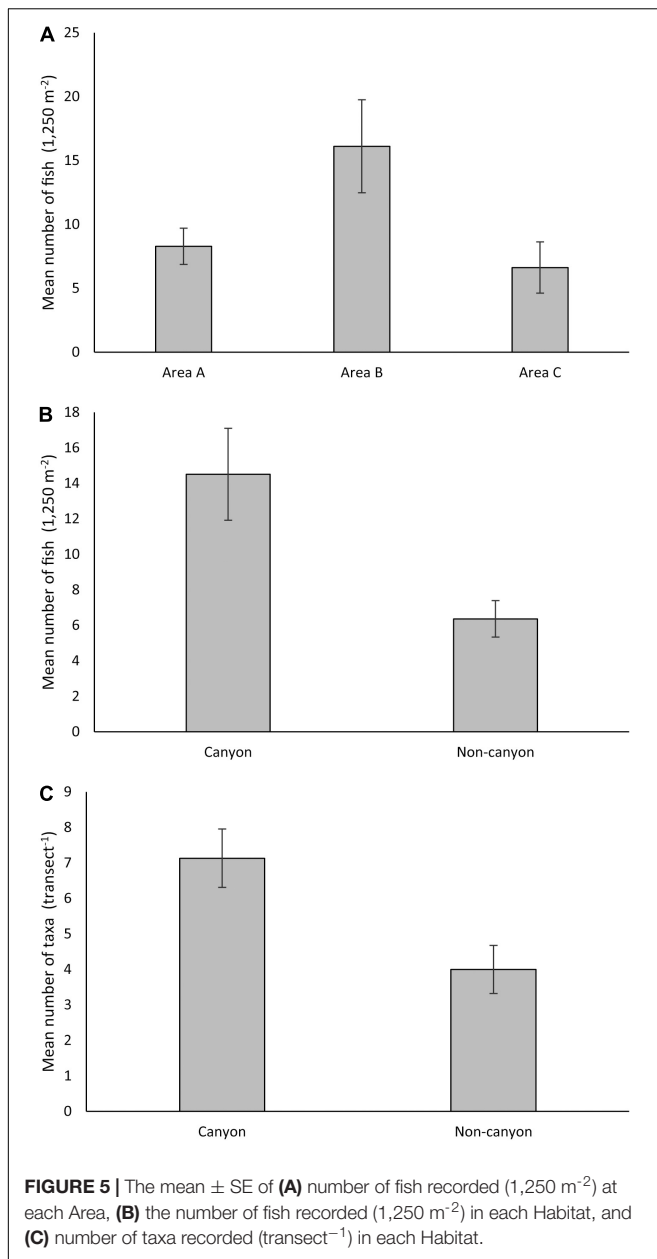 A
25
20
15
10
5
0
Mean number of fish (1,250 m⁻²)
Area A Area B Area C
B
18
16
14
12
10
8
6
4
2
0
Mean number of fish (1,250 m⁻²)
Canyon Non-canyon
C
9
8
7
6
5
4
3
2
1
0
Mean number of taxa (transect⁻¹)
Canyon Non-canyon
FIGURE 5 | The mean ± SE of (A) number of fish recorded (1,250 m⁻²) at
each Area, (B) the number of fish recorded (1,250 m⁻²) in each Habitat, and
(C) number of taxa recorded (transect⁻¹) in each Habitat.